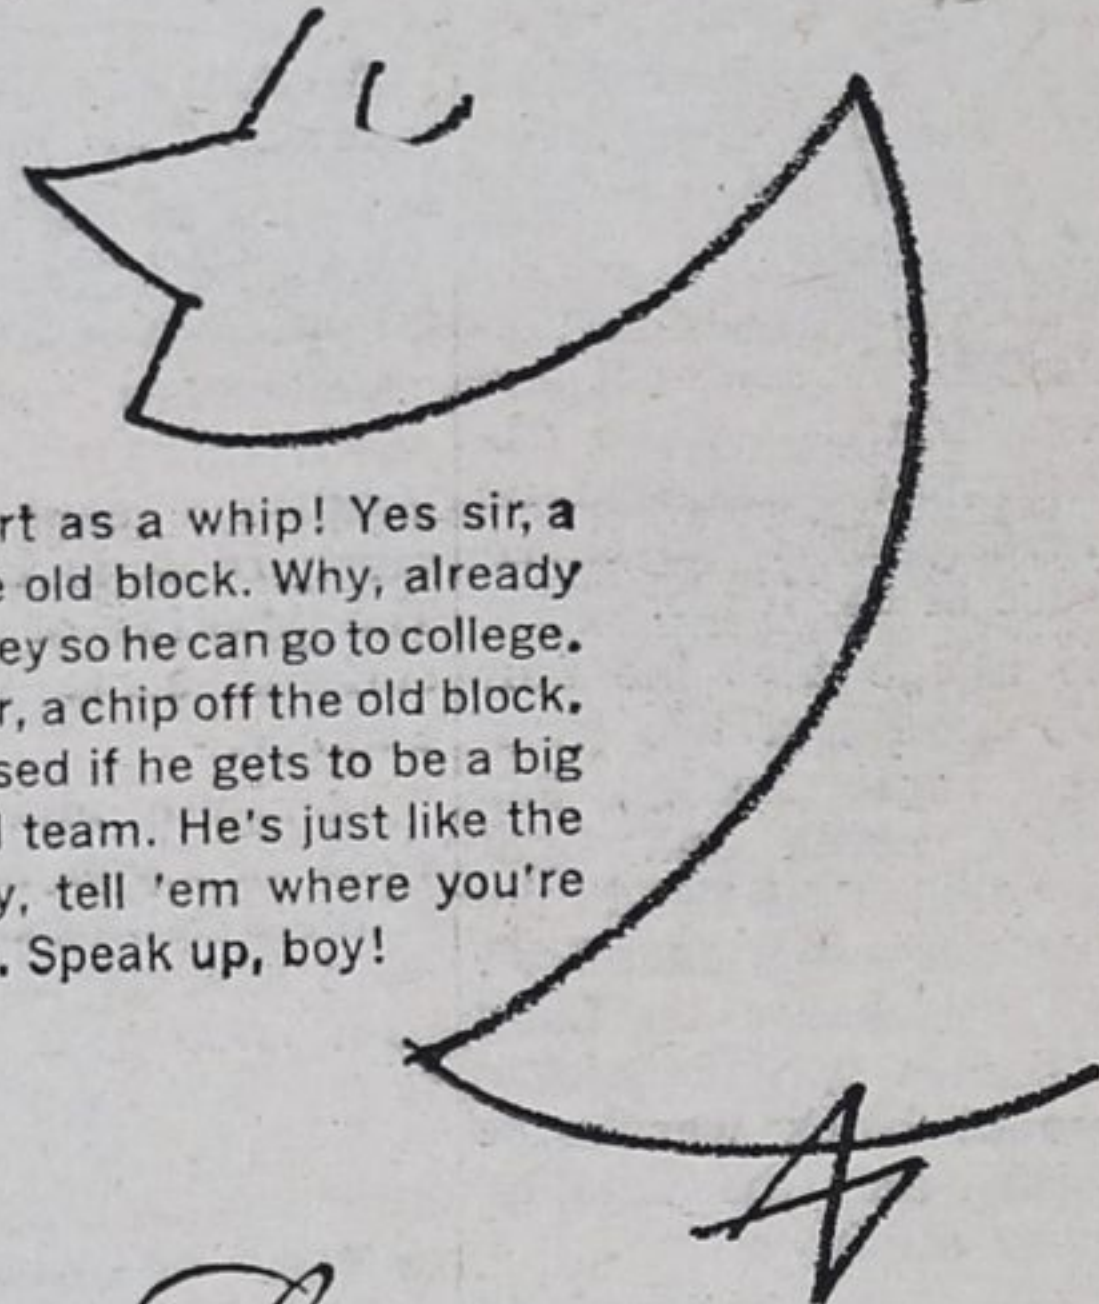 rt as a whip! Yes sir, a
e old block. Why, already
ey so he can go to college.
r, a chip off the old block.
sed if he gets to be a big
l team. He's just like the
y, tell 'em where you're
. Speak up, boy!